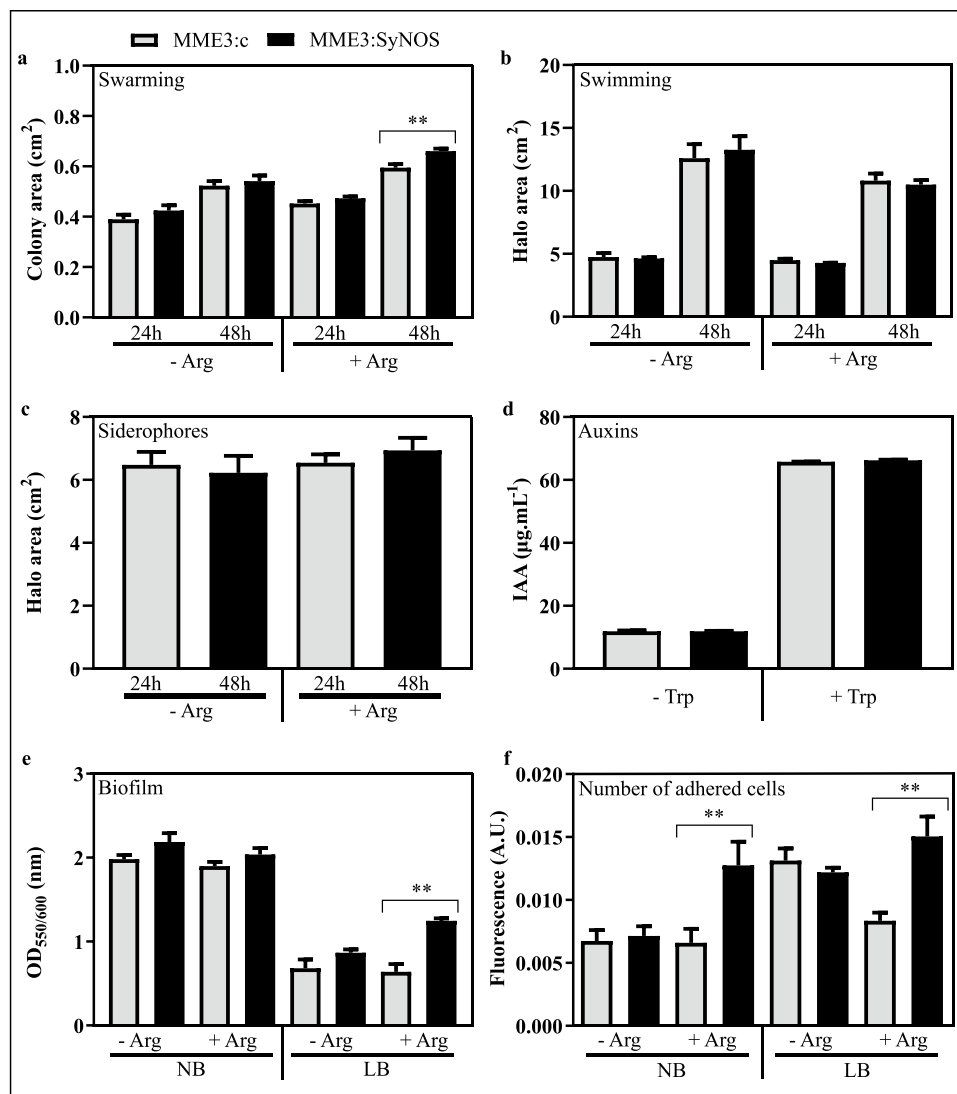 MME3:c MME3:SyNOS
a
Swarming
Colony area (cm²)
1.0
0.8
0.6
0.4
0.2
0.0
**
24h 48h 24h 48h
- Arg + Arg
b
Swimming
Halo area (cm²)
20
15
10
5
0
24h 48h 24h 48h
- Arg + Arg
c
Siderophores
Halo area (cm²)
8
6
4
2
0
24h 48h 24h 48h
- Arg + Arg
d
Auxins
IAA (µg.mL⁻¹)
80
60
40
20
0
- Trp + Trp
e
Biofilm
OD₅₅₀/₆₀₀ (nm)
3
2
1
0
**
- Arg + Arg - Arg + Arg
NB LB
f
Number of adhered cells
Fluorescence (A.U.)
0.020
0.015
0.010
0.005
0.000
** **
- Arg + Arg - Arg + Arg
NB LB